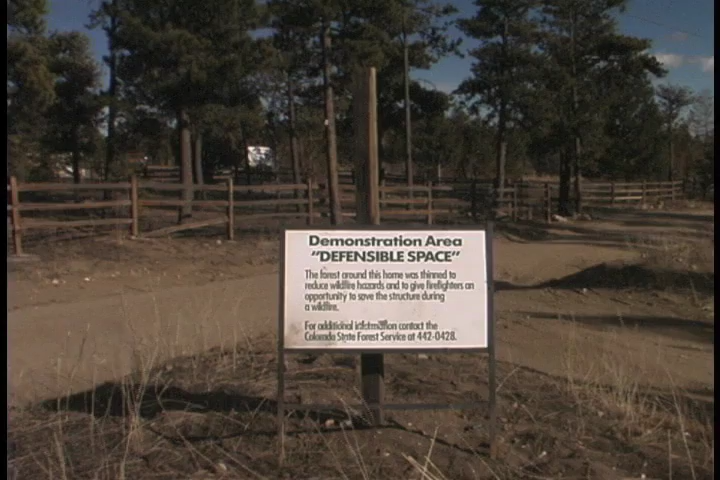 Demonstration Area
"DEFENSIBLE SPACE"
The forest around this home was thinned to
reduce wildfire hazards and to give firefighters an
opportunity to save the structure during
a wildfire.
For additional information contact the
Colorado State Forest Service at 442-0428.